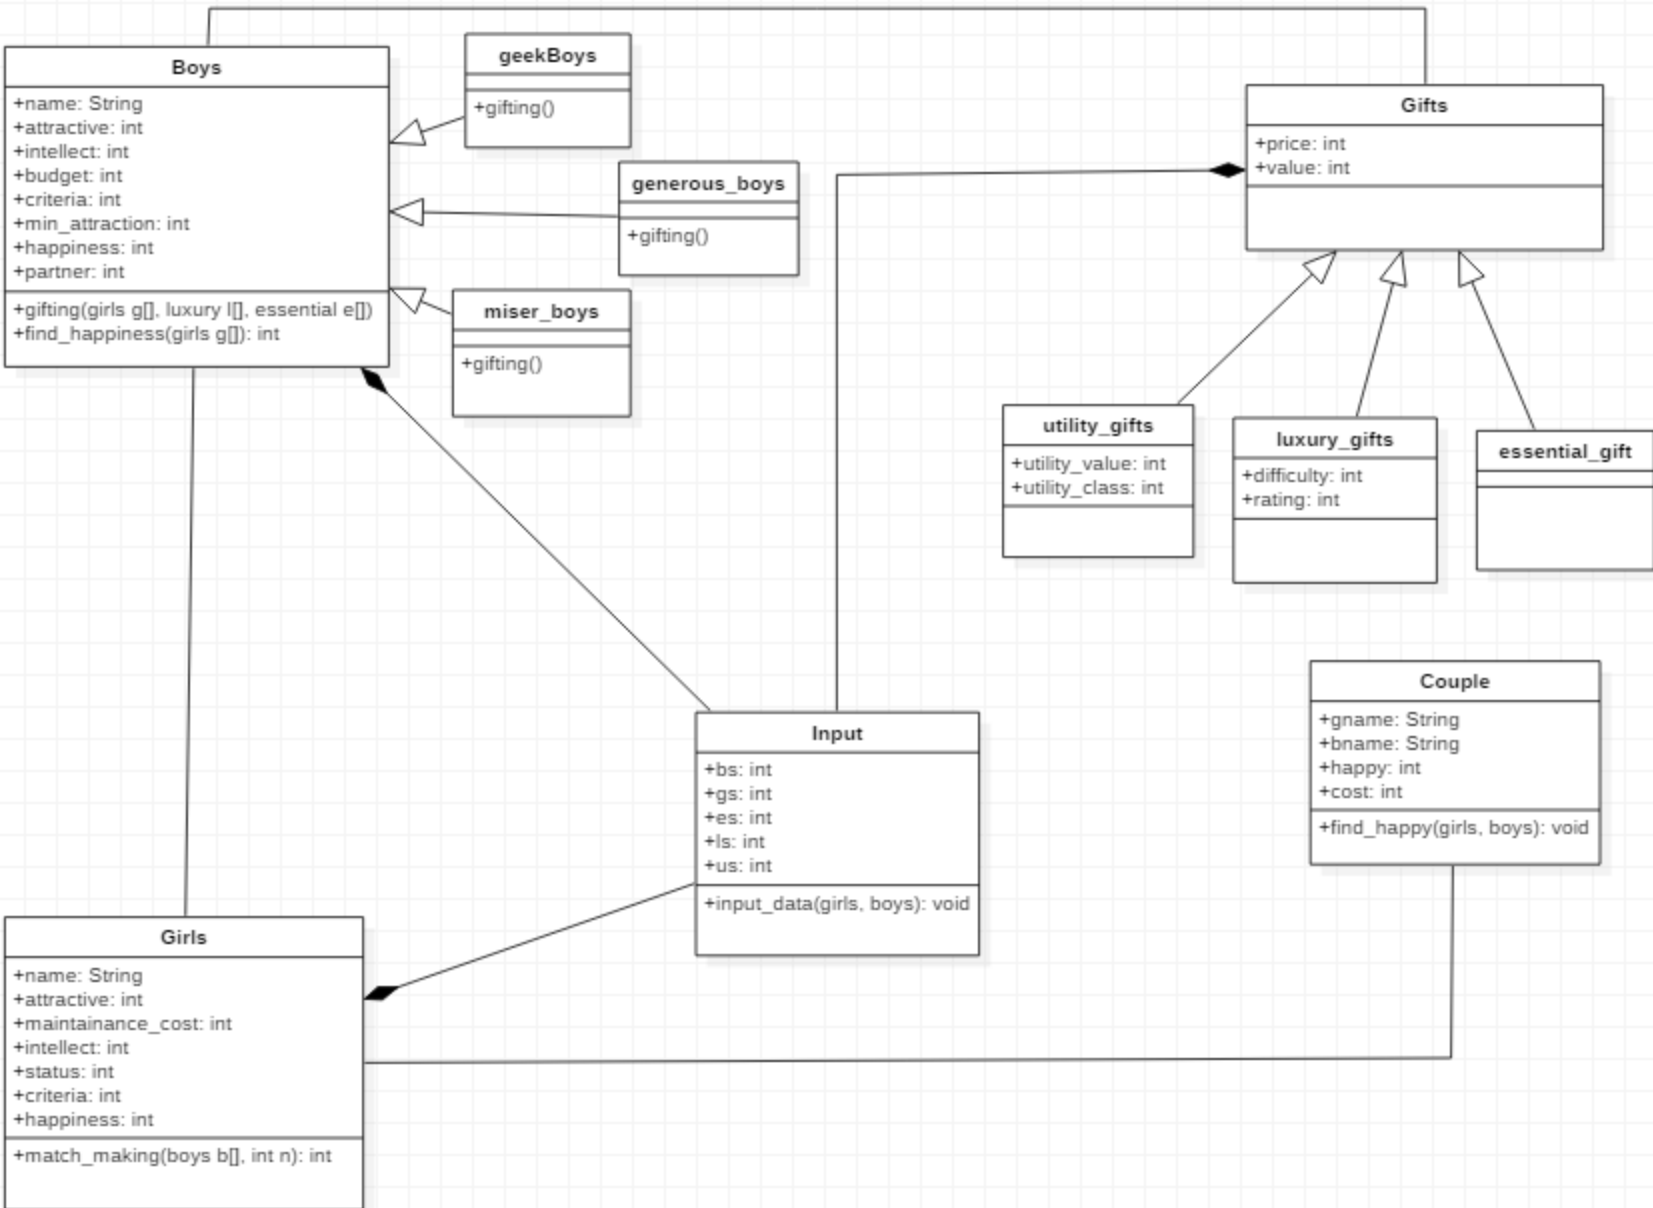 Boys
+name: String
+attractive: int
+intellect: int
+budget: int
+criteria: int
+min_attraction: int
+happiness: int
+partner: int
+gifting(girls g[], luxury l[], essential e[])
+find_happiness(girls g[]): int
geekBoys
+gifting()
generous_boys
+gifting()
miser_boys
+gifting()
Gifts
+price: int
+value: int
utility_gifts
+utility_value: int
+utility_class: int
luxury_gifts
+difficulty: int
+rating: int
essential_gift
Input
+bs: int
+gs: int
+es: int
+ls: int
+us: int
+input_data(girls, boys): void
Couple
+gname: String
+bname: String
+happy: int
+cost: int
+find_happy(girls, boys): void
Girls
+name: String
+attractive: int
+maintainance_cost: int
+intellect: int
+status: int
+criteria: int
+happiness: int
+match_making(boys b[], int n): int